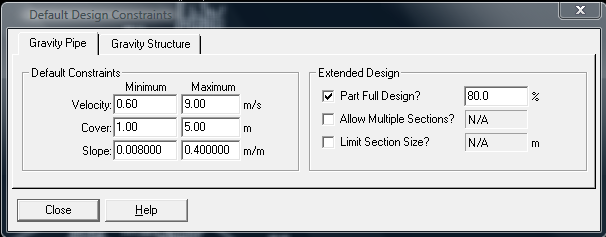 Default Design Constraints
X
Gravity Pipe Gravity Structure
Default Constraints
Minimum Maximum
Velocity: 0.60 9.00 m/s
Cover: 1.00 5.00 m
Slope: 0.008000 0.400000 m/m
Extended Design
Part Full Design? 80.0 %
Allow Multiple Sections? N/A
Limit Section Size? N/A m
Close Help